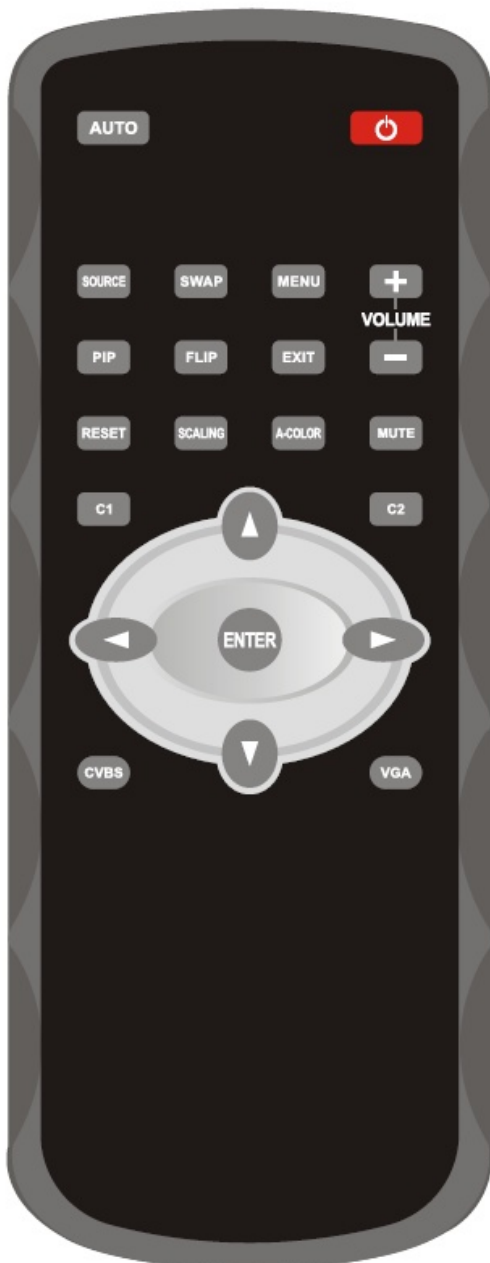 AUTO
SOURCE SWAP MENU +
VOLUME
PIP FLIP EXIT −
RESET SCALING A-COLOR MUTE
C1 C2
ENTER
CVBS VGA